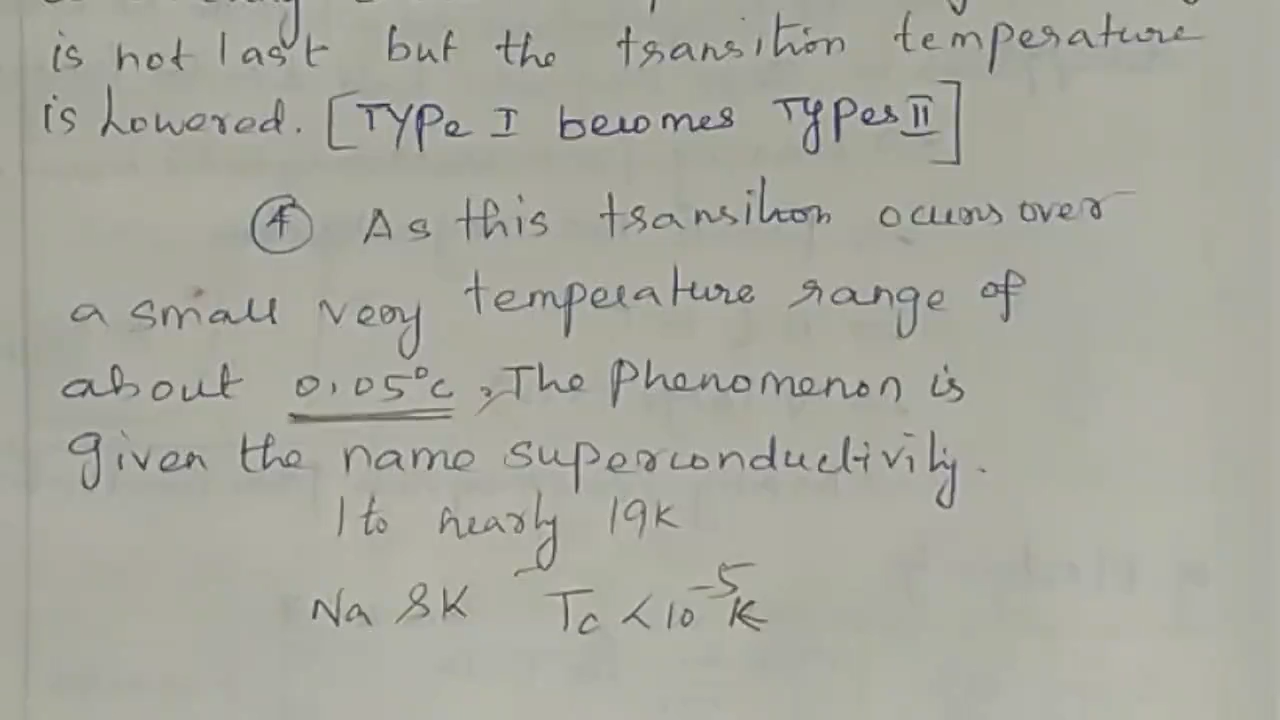 is not last but the transition temperature
is Lowered. [TYPe I becomes TYPes II]
④ As this transition occurs over
a small very temperature range of
about 0.05°c, The Phenomenon is
given the name superconductivity.
1 to nearly 19K
Na & K Tc < 10⁻⁵ K